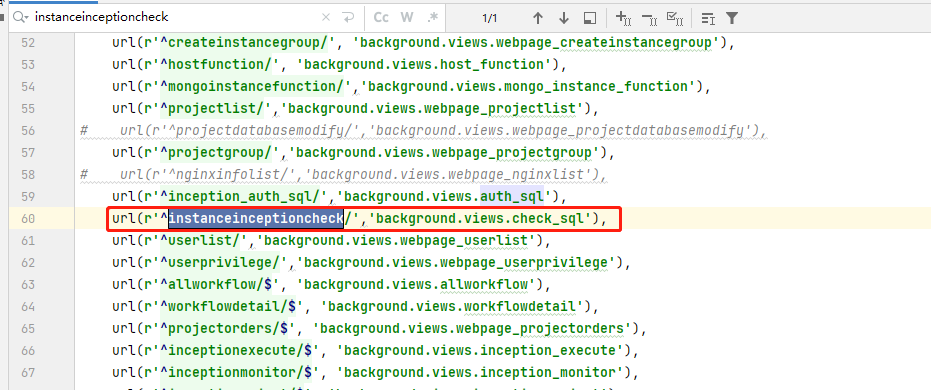 instanceinceptioncheck × Cc W .* 1/1
52 url(r'^createinstancegroup/', 'background.views.webpage_createinstancegroup'),
53 url(r'^hostfunction/', 'background.views.host_function'),
54 url(r'^mongoinstancefunction/','background.views.mongo_instance_function'),
55 url(r'^projectlist/','background.views.webpage_projectlist'),
56 # url(r'^projectdatabasemodify/','background.views.webpage_projectdatabasemodify'),
57 url(r'^projectgroup/','background.views.webpage_projectgroup'),
58 # url(r'^nginxinfolist/','background.views.webpage_nginxlist'),
59 url(r'^inception_auth_sql/','background.views.auth_sql'),
60 url(r'^instanceinceptioncheck/','background.views.check_sql'),
61 url(r'^userlist/','background.views.webpage_userlist'),
62 url(r'^userprivilege/','background.views.webpage_userprivilege'),
63 url(r'^allworkflow/$', 'background.views.allworkflow'),
64 url(r'^workflowdetail/$', 'background.views.workflowdetail'),
65 url(r'^projectorders/$', 'background.views.webpage_projectorders'),
66 url(r'^inceptionexecute/$', 'background.views.inception_execute'),
67 url(r'^inceptionmonitor/$', 'background.views.inception_monitor'),